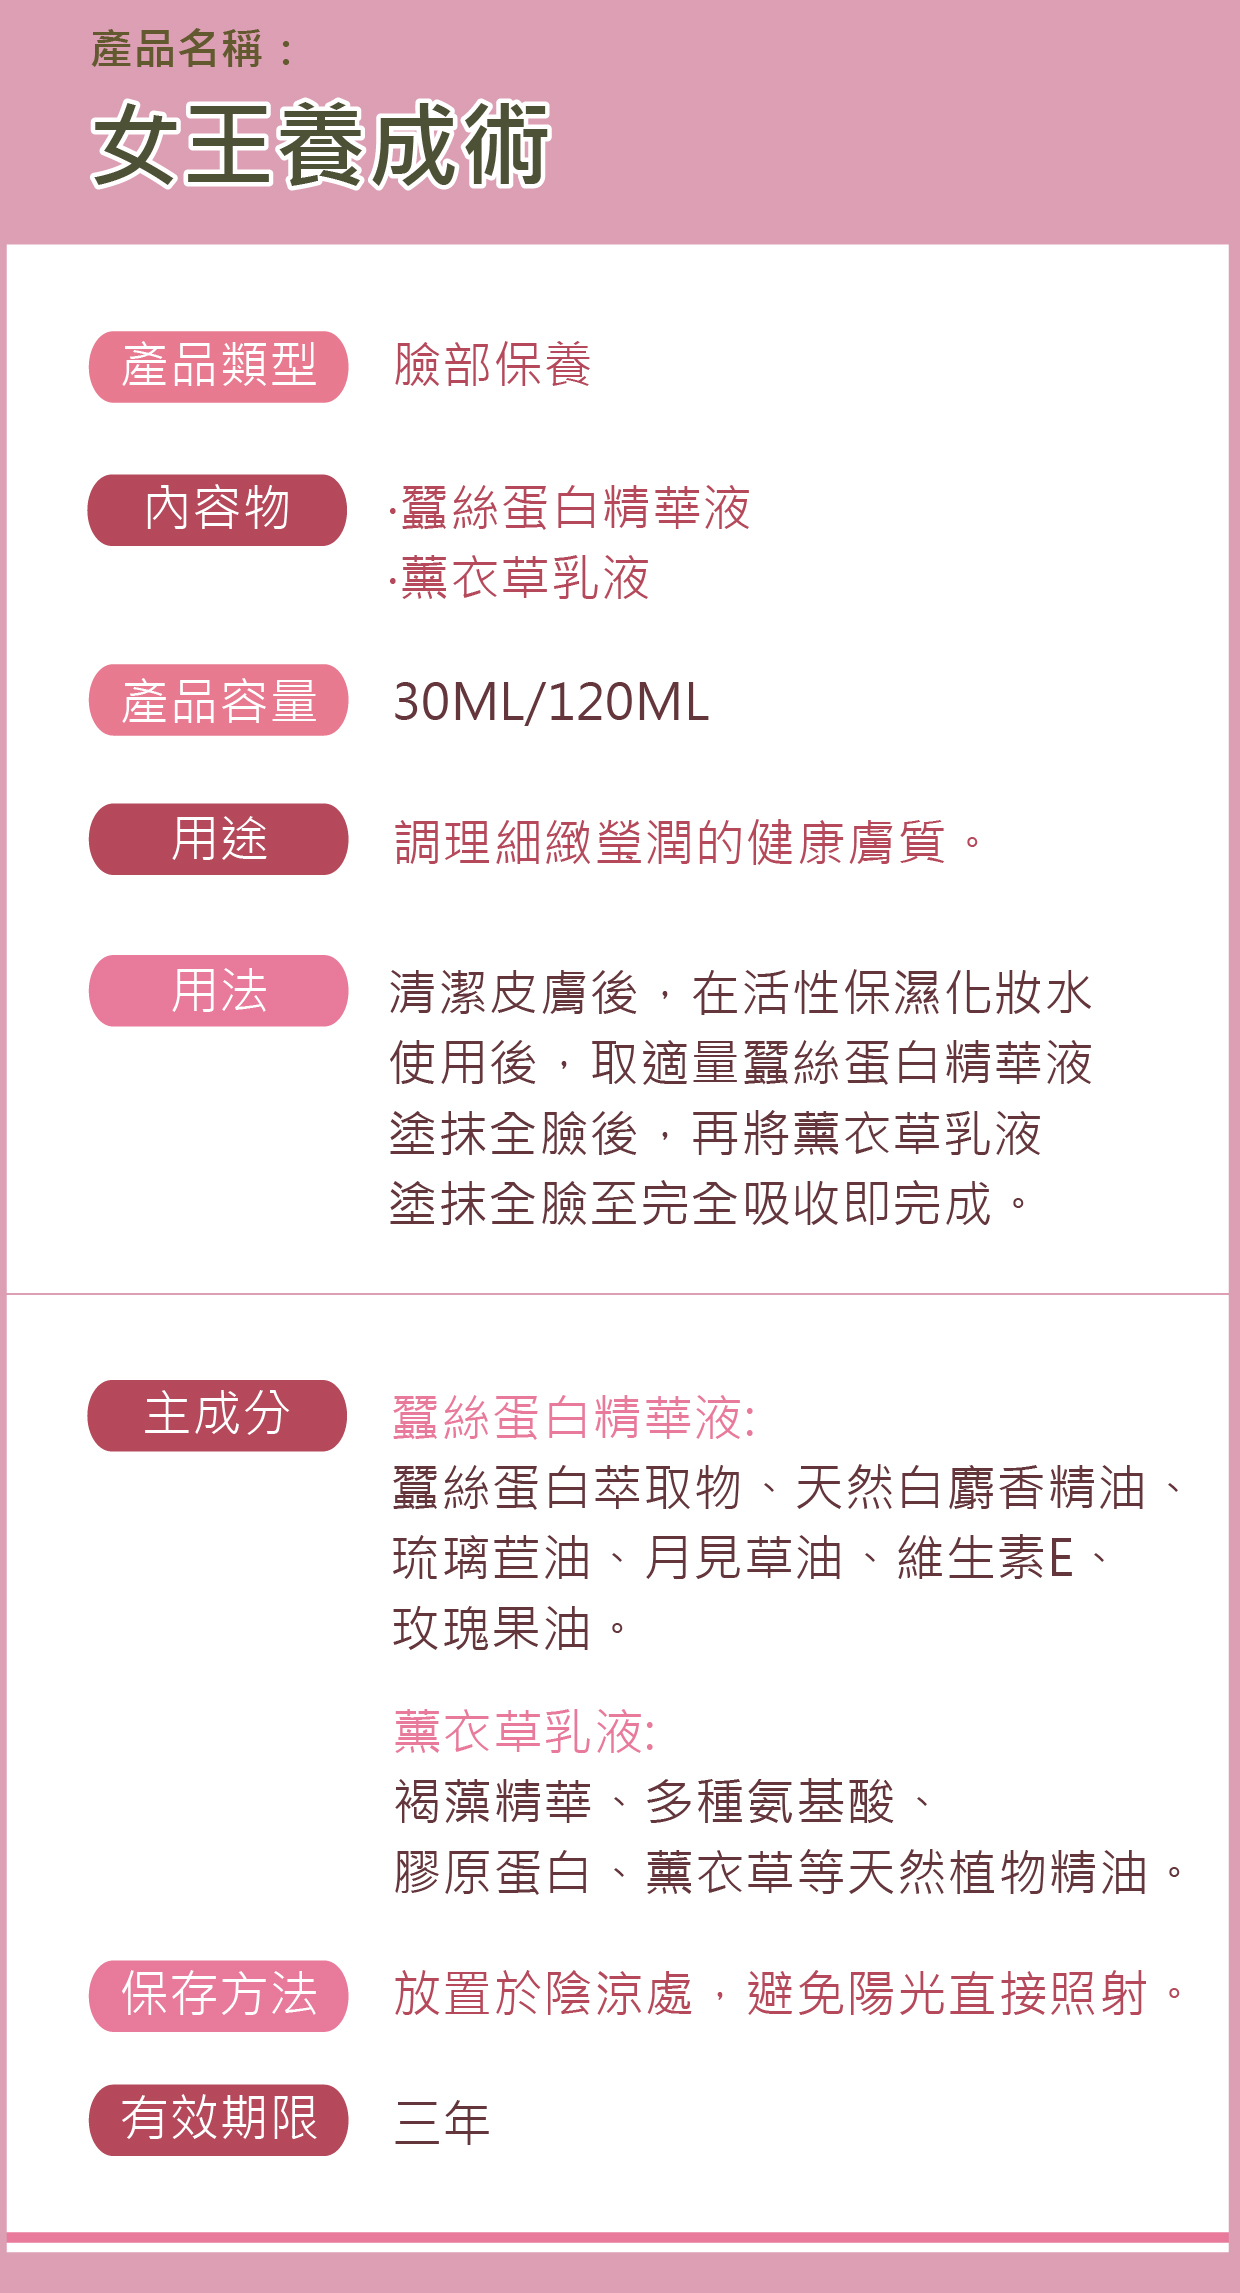 產品名稱：
女王養成術
產品類型 臉部保養
內容物 ·蠶絲蛋白精華液
·薰衣草乳液
產品容量 30ML/120ML
用途 調理細緻瑩潤的健康膚質。
用法 清潔皮膚後，在活性保濕化妝水
使用後，取適量蠶絲蛋白精華液
塗抹全臉後，再將薰衣草乳液
塗抹全臉至完全吸收即完成。
主成分 蠶絲蛋白精華液:
蠶絲蛋白萃取物、天然白麝香精油、
琉璃苣油、月見草油、維生素E、
玫瑰果油。
薰衣草乳液:
褐藻精華、多種氨基酸、
膠原蛋白、薰衣草等天然植物精油。
保存方法 放置於陰涼處，避免陽光直接照射。
有效期限 三年